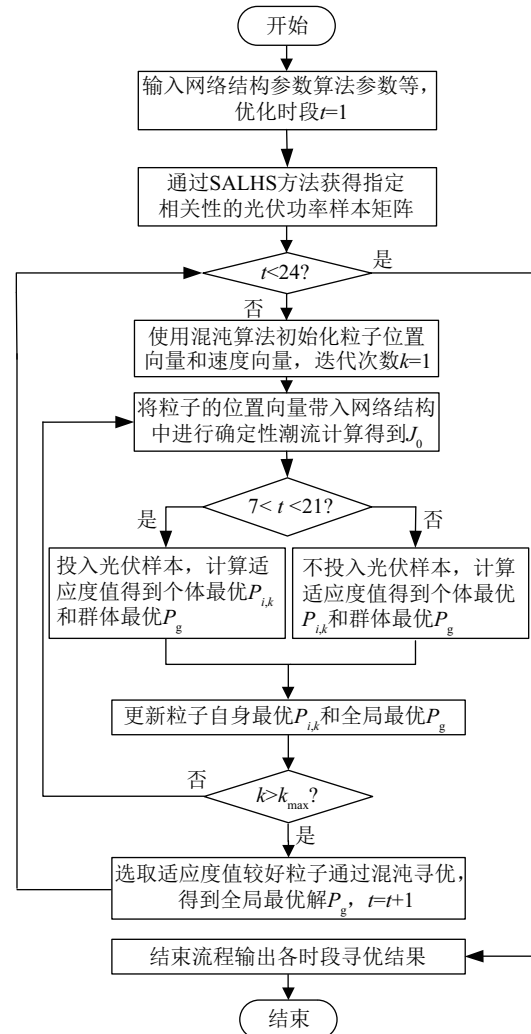 开始
输入网络结构参数算法参数等，
优化时段t=1
通过SALHS方法获得指定
相关性的光伏功率样本矩阵
t<24?
是
否
使用混沌算法初始化粒子位置
向量和速度向量，迭代次数k=1
将粒子的位置向量带入网络结构
中进行确定性潮流计算得到J₀
7< t <21?
是
否
投入光伏样本，计算适
应度值得到个体最优P_{i,k}
和群体最优P_g
不投入光伏样本，计算
适应度值得到个体最优
P_{i,k}和群体最优P_g
更新粒子自身最优P_{i,k}和全局最优P_g
否
k>k_{max}?
是
选取适应度值较好粒子通过混沌寻优，
得到全局最优解P_g，t=t+1
结束流程输出各时段寻优结果
结束